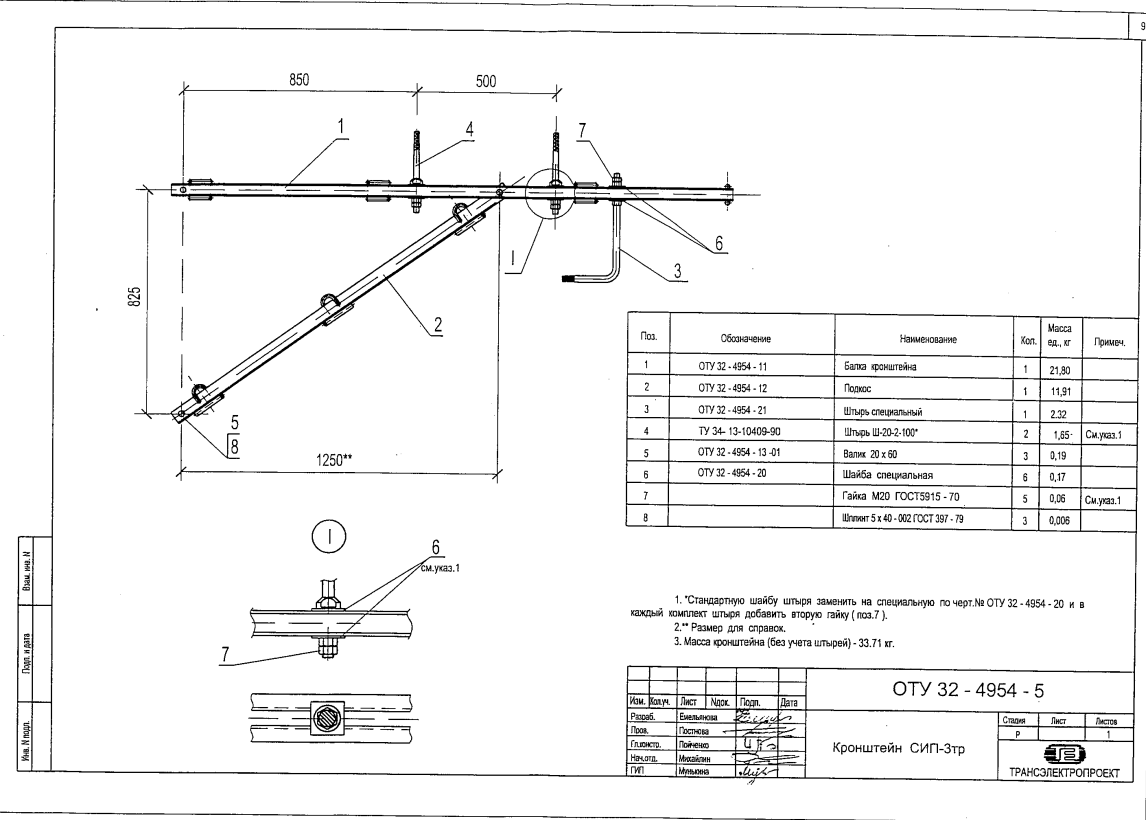 9
850
500
1
4
7
6
3
I
825
2
5
8
1250**
I
6
см.указ.1
7
Поз. Обозначение Наименование Кол. Масса ед., кг Примеч.
1 ОТУ 32 - 4954 - 11 Балка кронштейна 1 21,80
2 ОТУ 32 - 4954 - 12 Подкос 1 11,91
3 ОТУ 32 - 4954 - 21 Штырь специальный 1 2.32
4 ТУ 34- 13-10409-90 Штырь Ш-20-2-100* 2 1,65 См.указ.1
5 ОТУ 32 - 4954 - 13 -01 Валик 20 х 60 3 0,19
6 ОТУ 32 - 4954 - 20 Шайба специальная 6 0,17
7 Гайка М20 ГОСТ5915 - 70 5 0,06 См.указ.1
8 Шплинт 5 х 40 - 002 ГОСТ 397 - 79 3 0,006
1. *Стандартную шайбу штыря заменить на специальную по черт.№ ОТУ 32 - 4954 - 20 и в
каждый комплект штыря добавить вторую гайку ( поз.7 ).
2.** Размер для справок.
3. Масса кронштейна (без учета штырей) - 33.71 кг.
Взам. инв. N
Подп. и дата
Инв. N подл.
ОТУ 32 - 4954 - 5
Изм. Кол.уч. Лист Nдок. Подп. Дата
Разраб. Емельянова
Пров. Постнова
Гл.констр. Пойченко
Нач.отд. Михайлин
ГИП Мунькина
Кронштейн СИП-3тр
Стадия Лист Листов
Р 1
ТРАНСЭЛЕКТРОПРОЕКТ